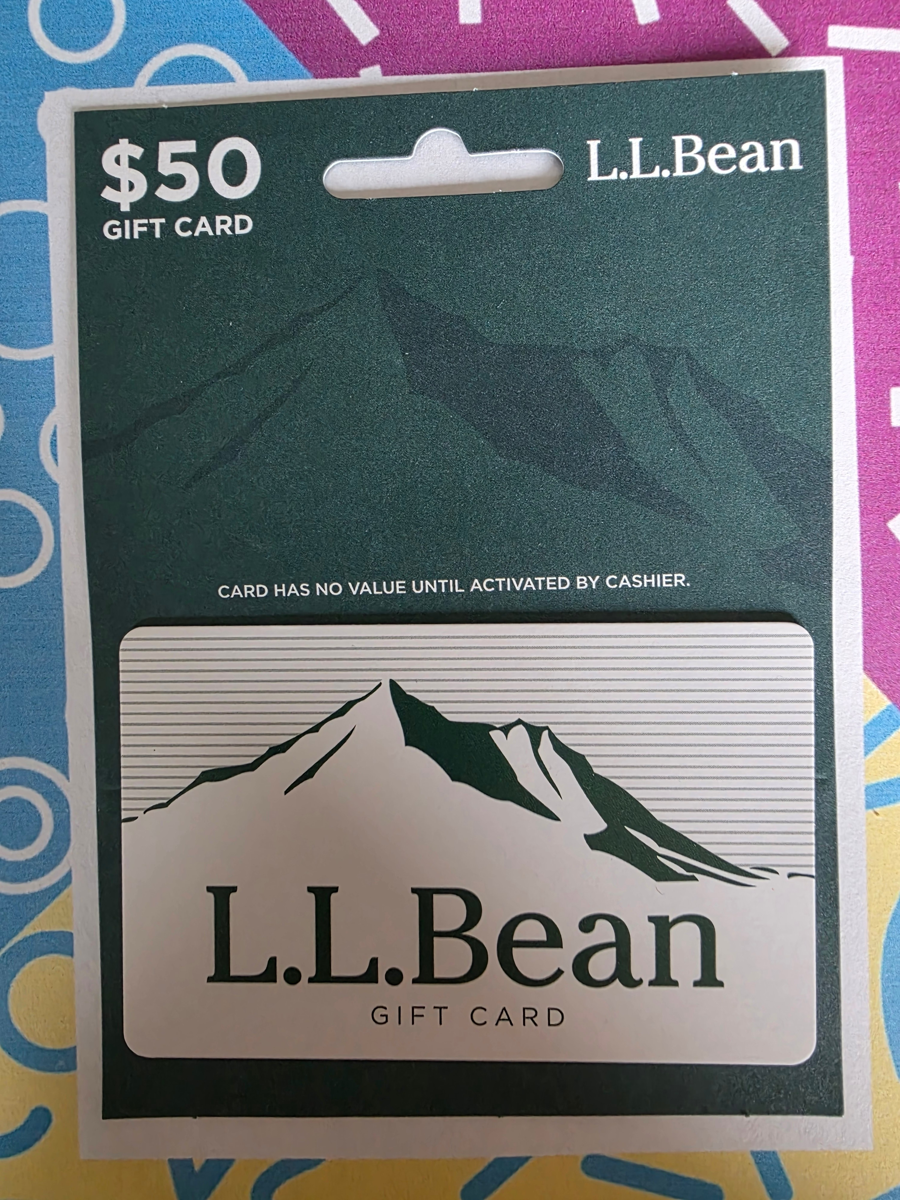 $50
GIFT CARD
L.L.Bean
CARD HAS NO VALUE UNTIL ACTIVATED BY CASHIER.
L.L.Bean
GIFT CARD